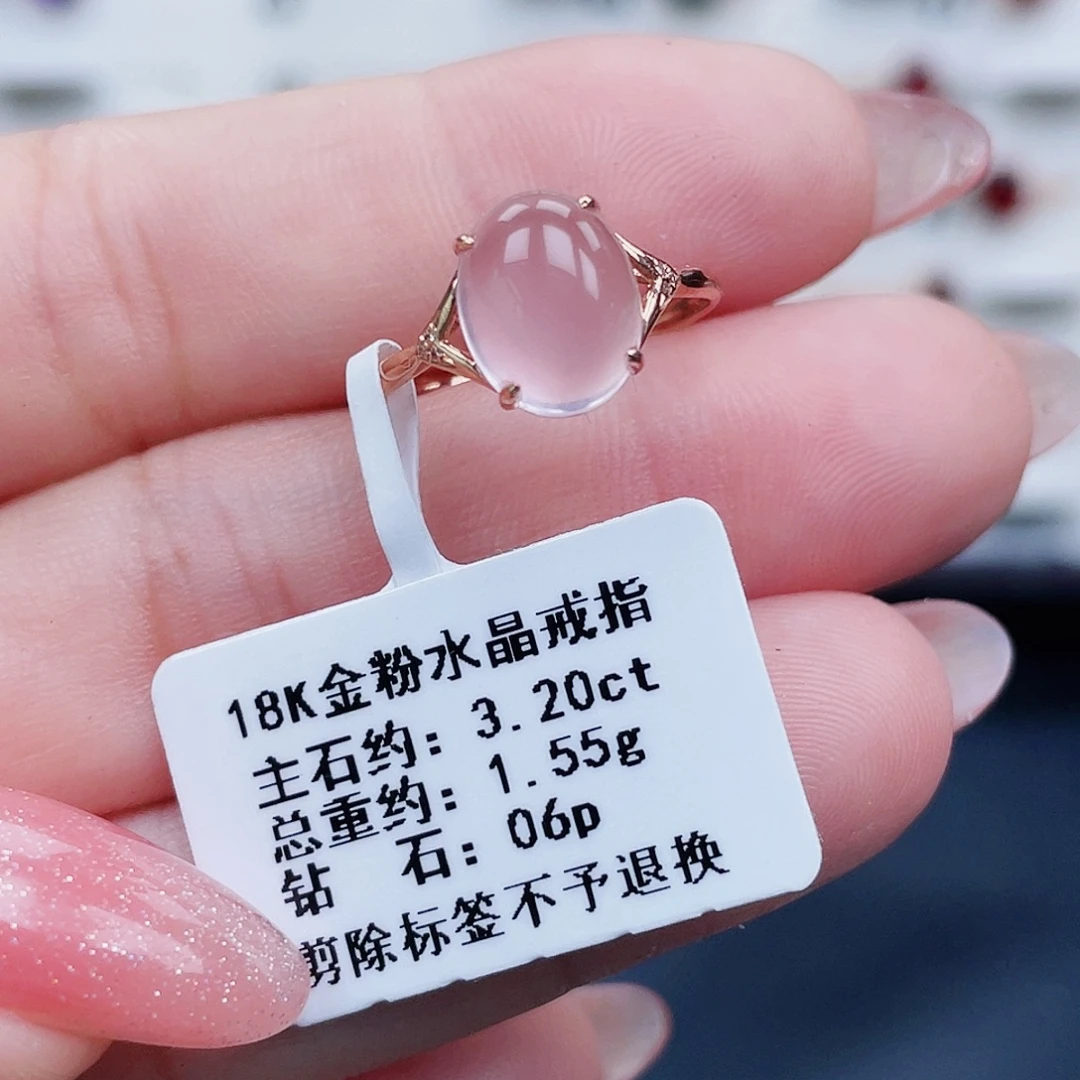 18K金粉水晶戒指
主石约: 3.20ct
总重约: 1.55g
钻 石: 06p
剪除标签不予退换